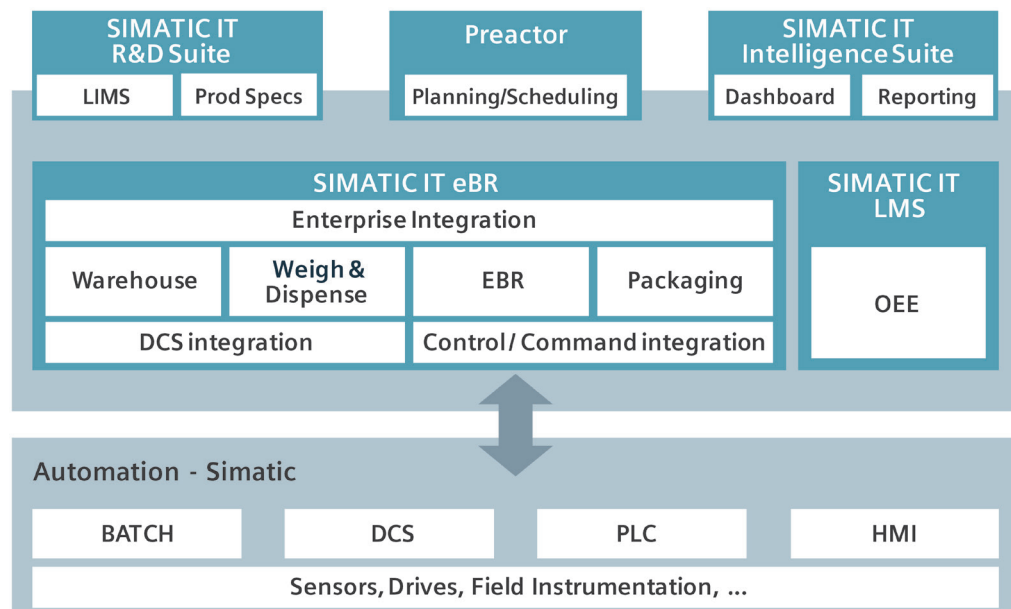 SIMATIC IT
R&D Suite
LIMS
Prod Specs
Preactor
Planning/Scheduling
SIMATIC IT
Intelligence Suite
Dashboard
Reporting
SIMATIC IT eBR
Enterprise Integration
Warehouse
Weigh &
Dispense
EBR
Packaging
DCS integration
Control / Command integration
SIMATIC IT
LMS
OEE
Automation - Simatic
BATCH
DCS
PLC
HMI
Sensors, Drives, Field Instrumentation, ...